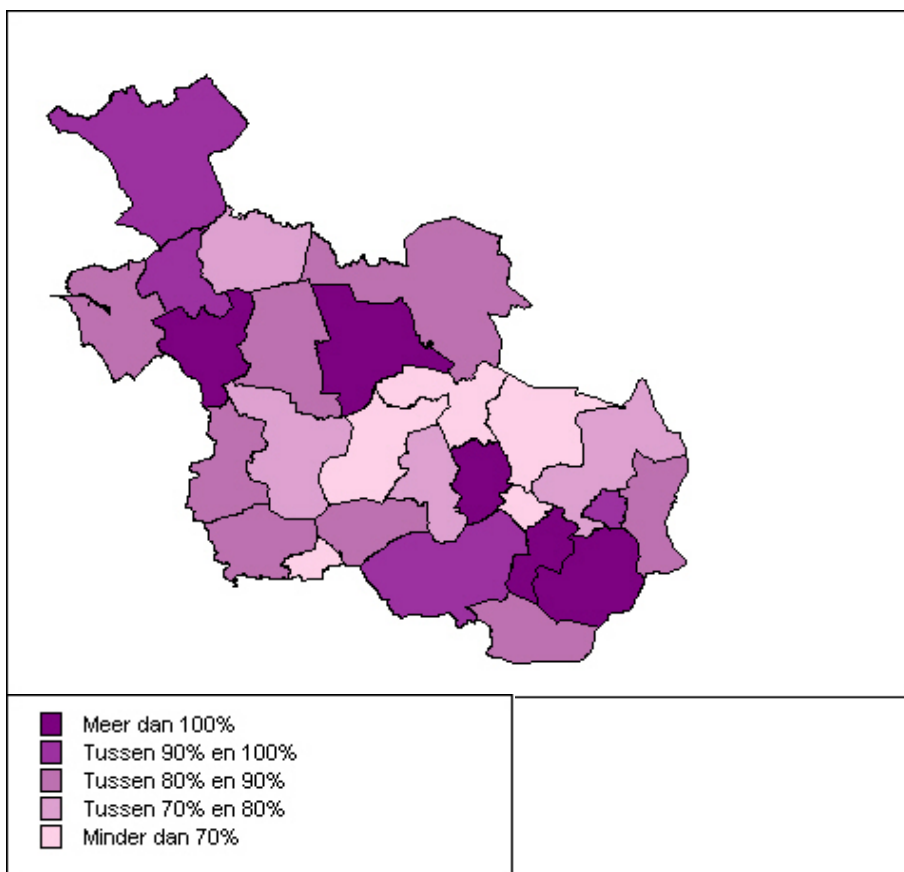 Meer dan 100%
Tussen 90% en 100%
Tussen 80% en 90%
Tussen 70% en 80%
Minder dan 70%